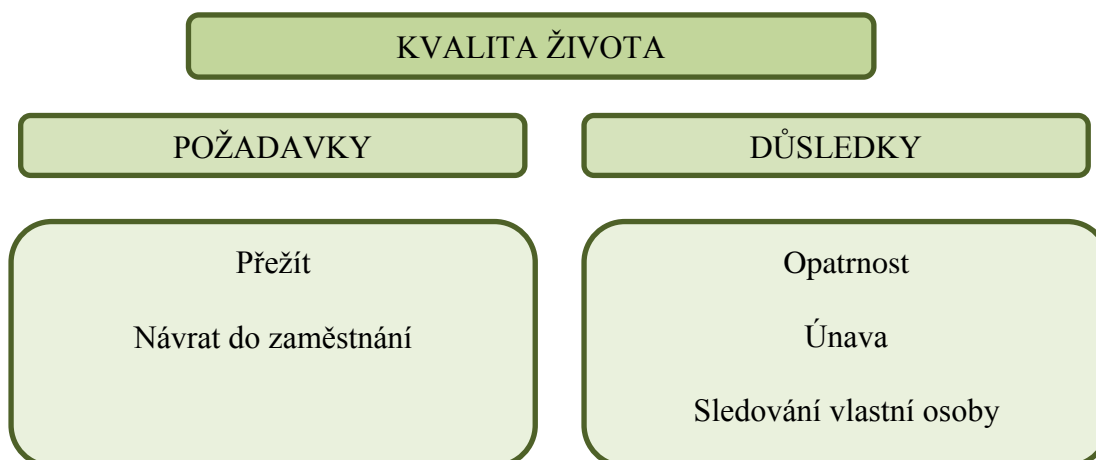 KVALITA ŽIVOTA
POŽADAVKY
DŮSLEDKY
Přežít
Návrat do zaměstnání
Opatrnost
Únava
Sledování vlastní osoby